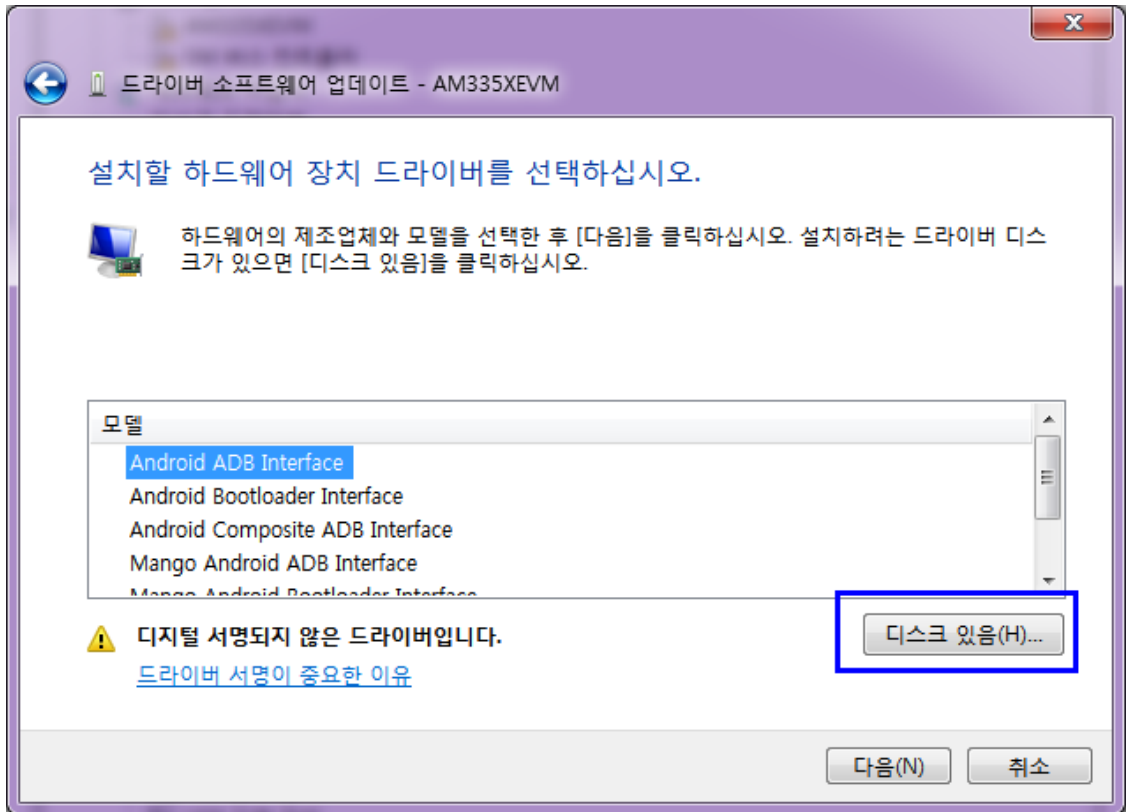 드라이버 소프트웨어 업데이트 - AM335XEVM
설치할 하드웨어 장치 드라이버를 선택하십시오.
하드웨어의 제조업체와 모델을 선택한 후 [다음]을 클릭하십시오. 설치하려는 드라이버 디스
크가 있으면 [디스크 있음]을 클릭하십시오.
모델
Android ADB Interface
Android Bootloader Interface
Android Composite ADB Interface
Mango Android ADB Interface
Mango Android Bootloader Interface
디지털 서명되지 않은 드라이버입니다.
디스크 있음(H)...
드라이버 서명이 중요한 이유
다음(N)
취소